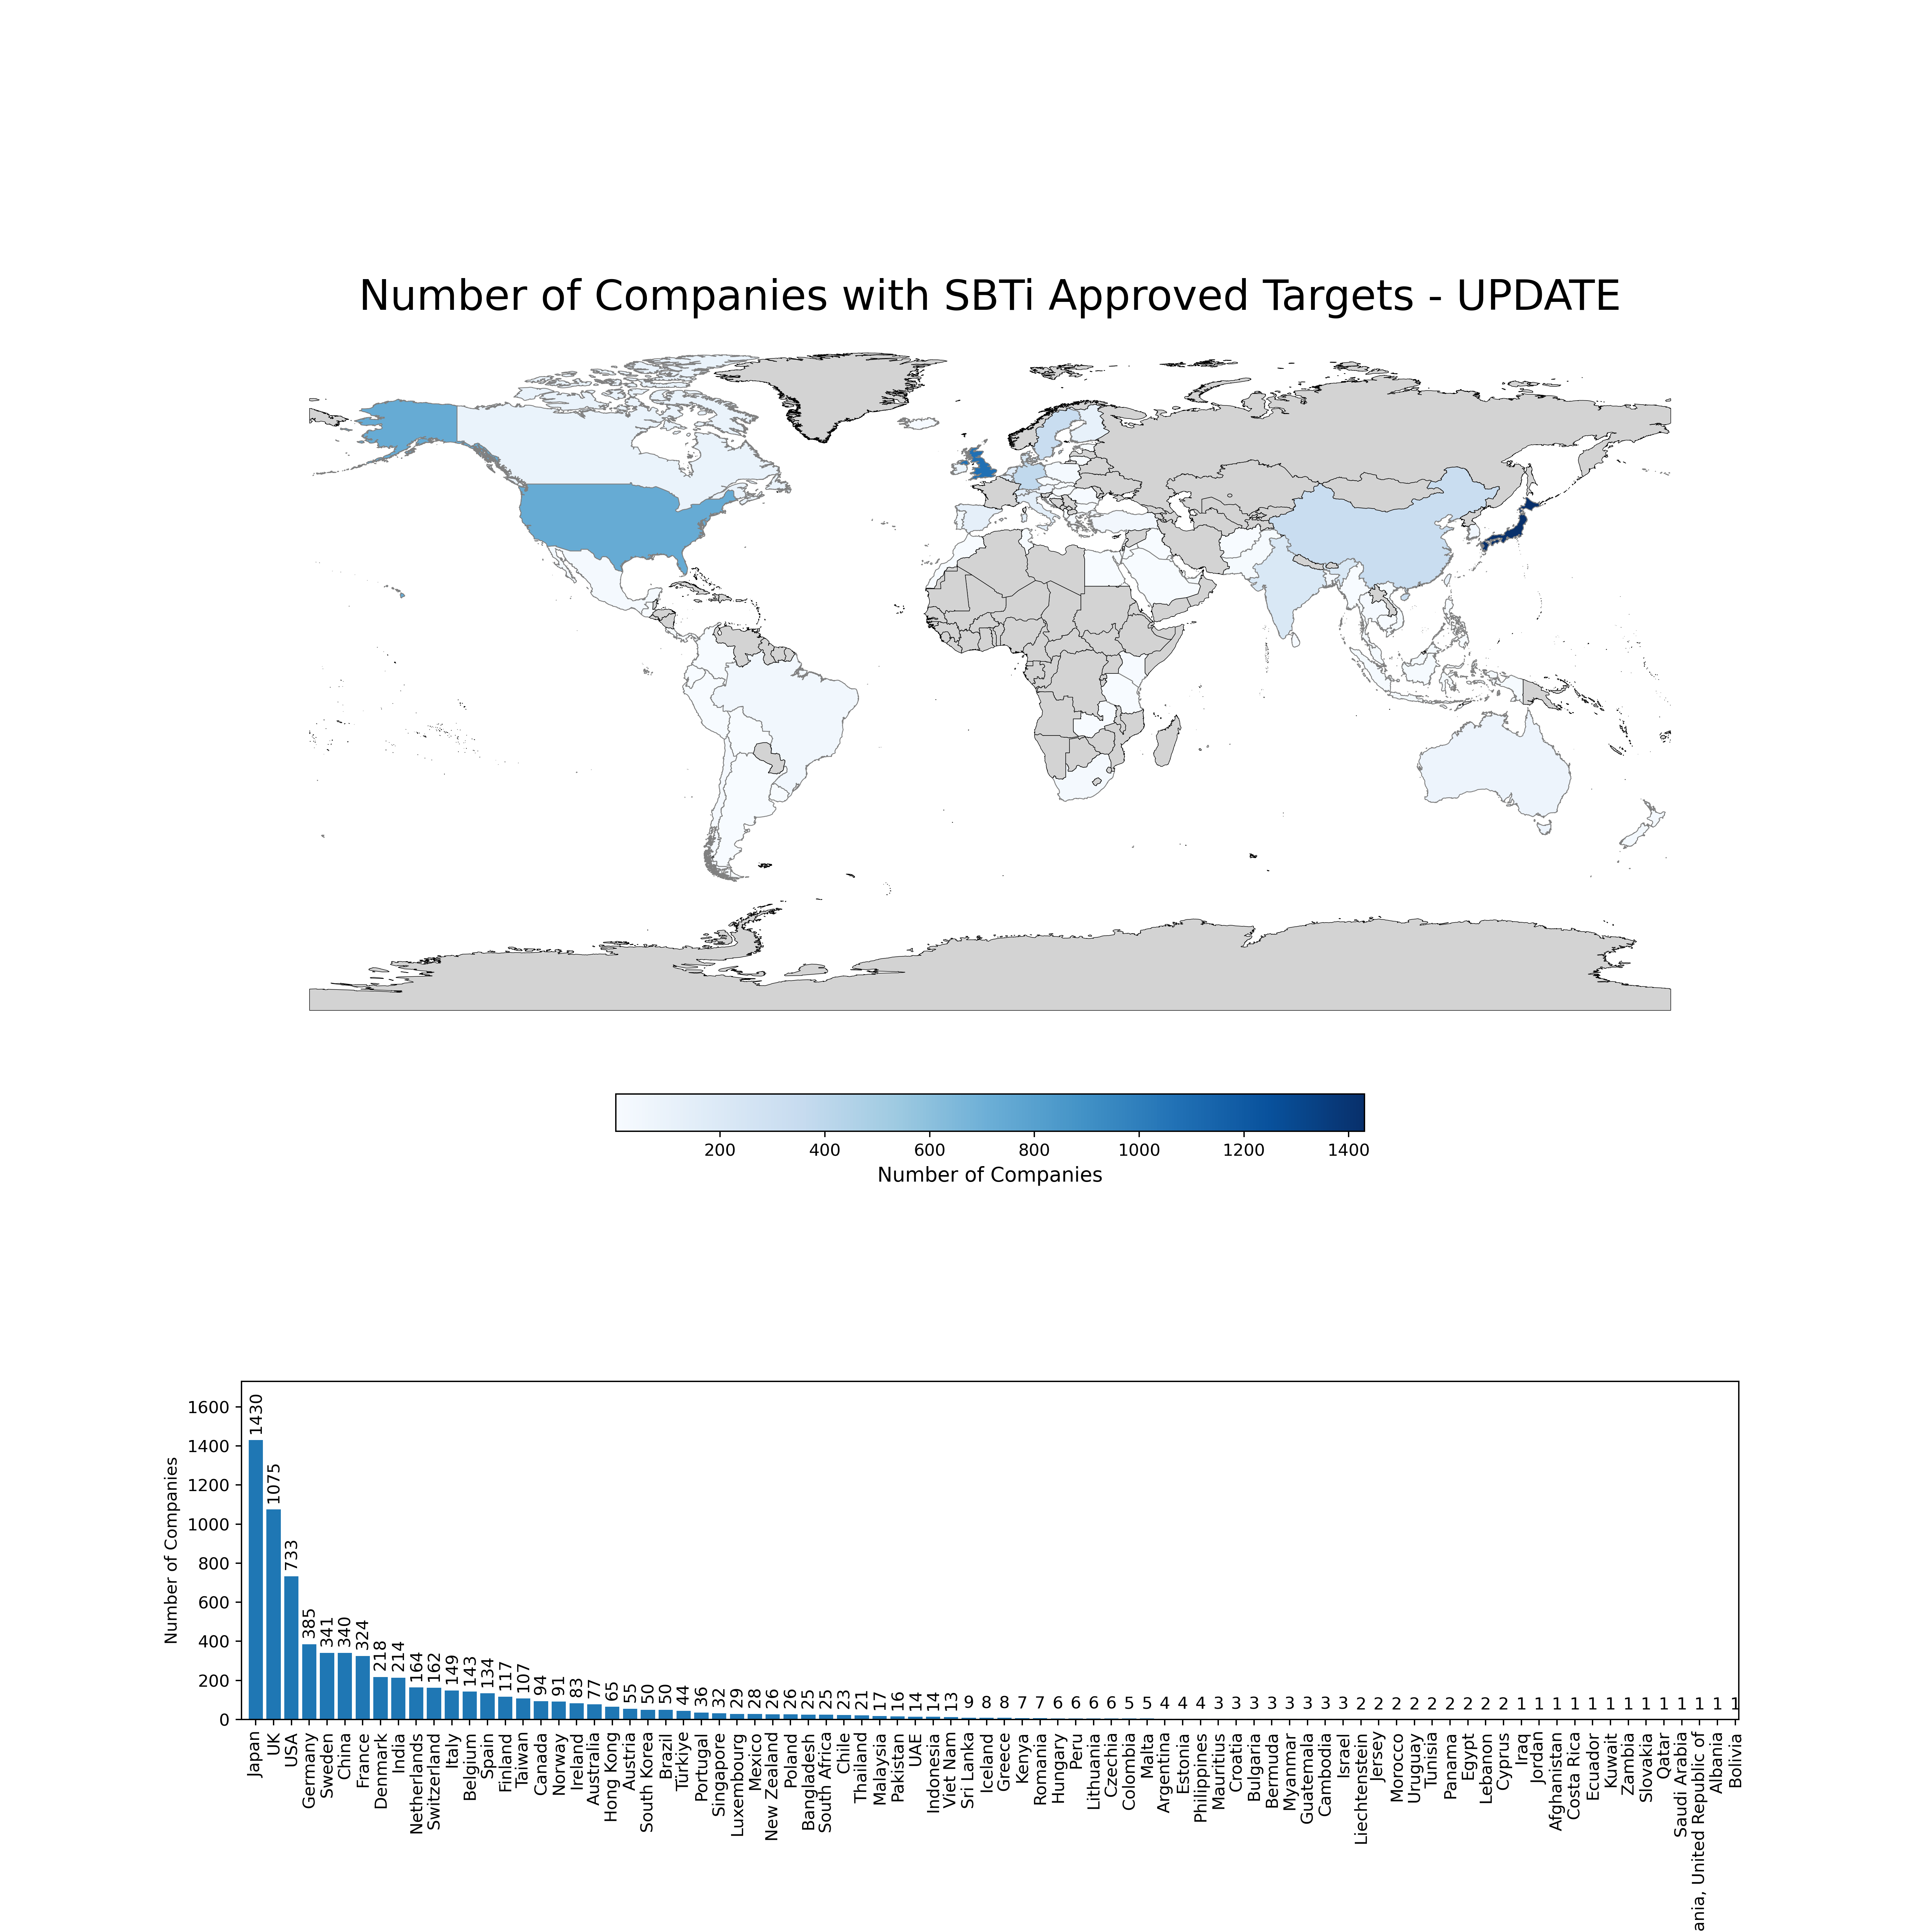 Number of Companies with SBTi Approved Targets - UPDATE
200 400 600 800 1000 1200 1400
Number of Companies
Number of Companies
1600
1400
1200
1000
800
600
400
200
0
1430 1075 733 385 341 340 324 218 214 164 162 149 143 134 117 107 94 91 83 77 65 55 50 50 44 36 32 29 28 26 26 25 25 23 21 17 16 14 14 13 9 8 8 7 7 6 6 6 6 5 5 4 4 4 3 3 3 3 3 3 3 3 2 2 2 2 2 2 2 2 2 1 1 1 1 1 1 1 1 1 1 1 1 1
Japan
UK
USA
Germany
Sweden
China
France
Denmark
India
Netherlands
Switzerland
Italy
Belgium
Spain
Finland
Taiwan
Canada
Norway
Ireland
Australia
Hong Kong
Austria
South Korea
Brazil
Türkiye
Portugal
Singapore
Luxembourg
Mexico
New Zealand
Poland
Bangladesh
South Africa
Chile
Thailand
Malaysia
Pakistan
UAE
Indonesia
Viet Nam
Sri Lanka
Iceland
Greece
Kenya
Romania
Hungary
Peru
Lithuania
Czechia
Colombia
Malta
Argentina
Estonia
Philippines
Mauritius
Croatia
Bulgaria
Bermuda
Myanmar
Guatemala
Cambodia
Israel
Liechtenstein
Jersey
Morocco
Uruguay
Tunisia
Panama
Egypt
Lebanon
Cyprus
Iraq
Jordan
Afghanistan
Costa Rica
Ecuador
Kuwait
Zambia
Slovakia
Qatar
Saudi Arabia
ania, United Republic of
Albania
Bolivia